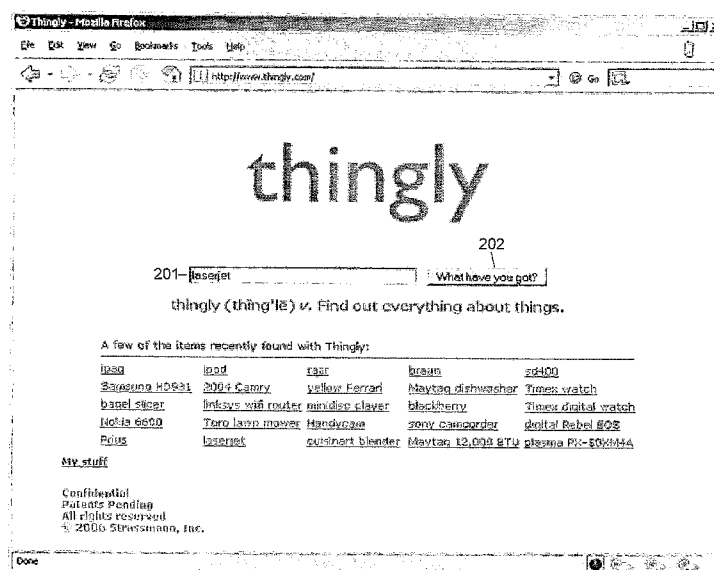 Thingly - Mozilla Firefox
File Edit View Go Bookmarks Tools Help
http://www.thingly.com/ Go
thingly
202
201 laserjet What have you got?
thingly (thing'lē) v. Find out everything about things.
A few of the items recently found with Thingly:
ipaq ipod razr braun sd400
Samsung HD931 2004 Camry yellow Ferrari Maytag dishwasher Timex watch
bagel slicer linksys wifi router minidisc player blackberry Timex digital watch
Nokia 6600 Toro lawn mower Handycam sony camcorder digital Rebel EOS
Prius laserjet cuisinart blender Maytag 12,000 BTU plasma PX-50XM4A
My stuff
Confidential
Patents Pending
All rights reserved
© 2006 Strassmann, Inc.
Done